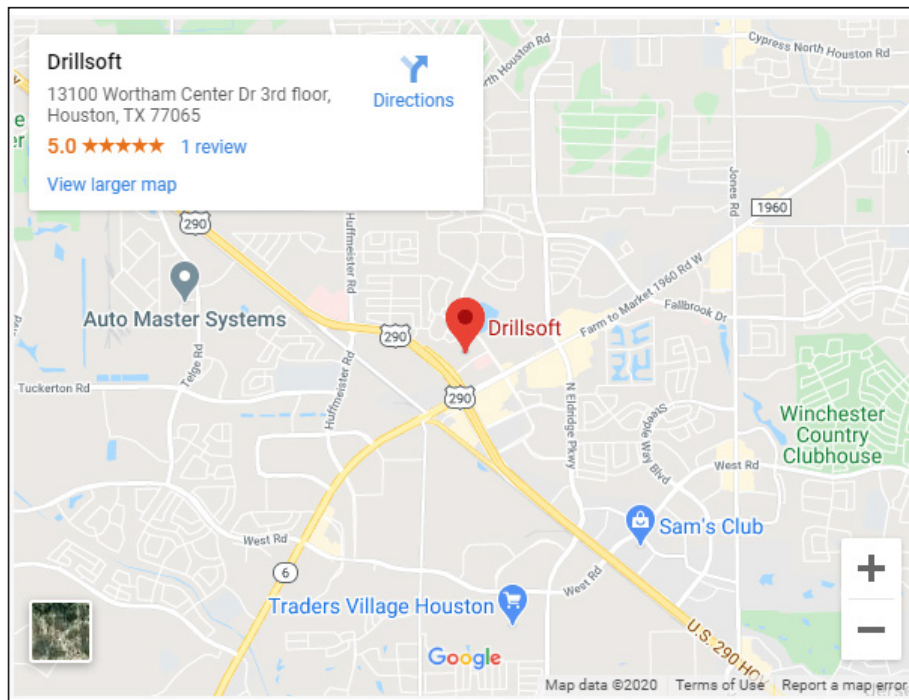 Drillsoft
13100 Wortham Center Dr 3rd floor,
Houston, TX 77065
5.0
1 review
View larger map
Directions
Cypress North Houston Rd
North Houston Rd
Jones Rd
1960
290
Huffmeister Rd
Auto Master Systems
Telge Rd
290
Drillsoft
Farm to Market 1960 Rd W
Fallbrook Dr
Tuckerton Rd
Huffmeister Rd
290
N Eldridge Pkwy
Steeple Way Blvd
Winchester
Country
Clubhouse
West Rd
Sam's Club
West Rd
6
West Rd
Traders Village Houston
U.S. 290 HOV
Google
+
−
Map data ©2020
Terms of Use
Report a map error